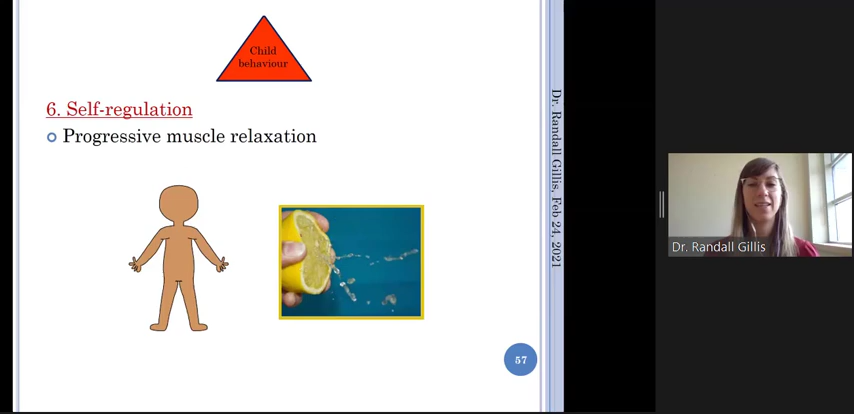 Child
behaviour
6. Self-regulation
Progressive muscle relaxation
Dr. Randall Gillis, Feb 24, 2021
Dr. Randall Gillis
57